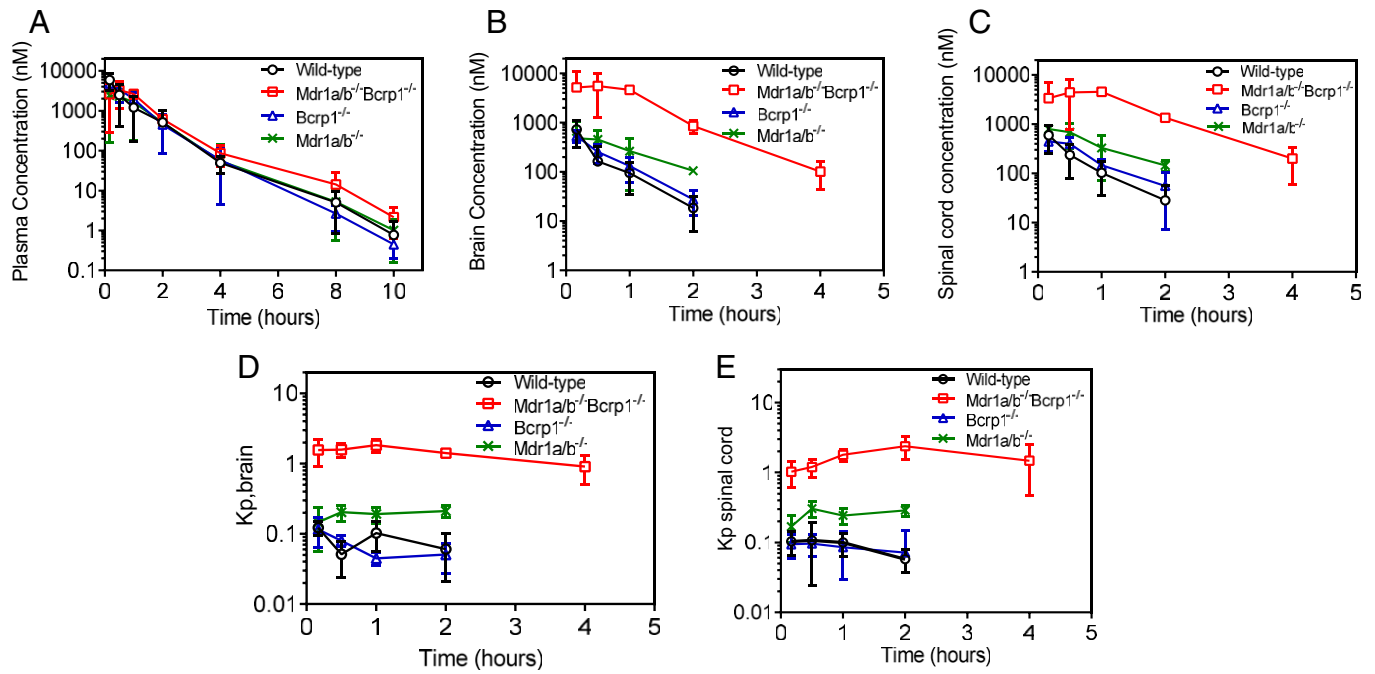 A
Plasma Concentration (nM)
10000
1000
100
10
1
0.1
0 2 4 6 8 10
Time (hours)
Wild-type
Mdr1a/b-/-Bcrp1-/-
Bcrp1-/-
Mdr1a/b-/-
B
Brain Concentration (nM)
10000
1000
100
10
1
0 1 2 3 4 5
Time (hours)
Wild-type
Mdr1a/b-/-Bcrp1-/-
Bcrp1-/-
Mdr1a/b-/-
C
Spinal cord concentration (nM)
10000
1000
100
10
1
0 1 2 3 4 5
Time (hours)
Wild-type
Mdr1a/b-/-Bcrp1-/-
Bcrp1-/-
Mdr1a/b-/-
D
Kp,brain
10
1
0.1
0.01
0 1 2 3 4 5
Time (hours)
Wild-type
Mdr1a/b-/-Bcrp1-/-
Bcrp1-/-
Mdr1a/b-/-
E
Kp spinal cord
10
1
0.1
0.01
0 1 2 3 4 5
Time (hours)
Wild-type
Mdr1a/b-/-Bcrp1-/-
Bcrp1-/-
Mdr1a/b-/-